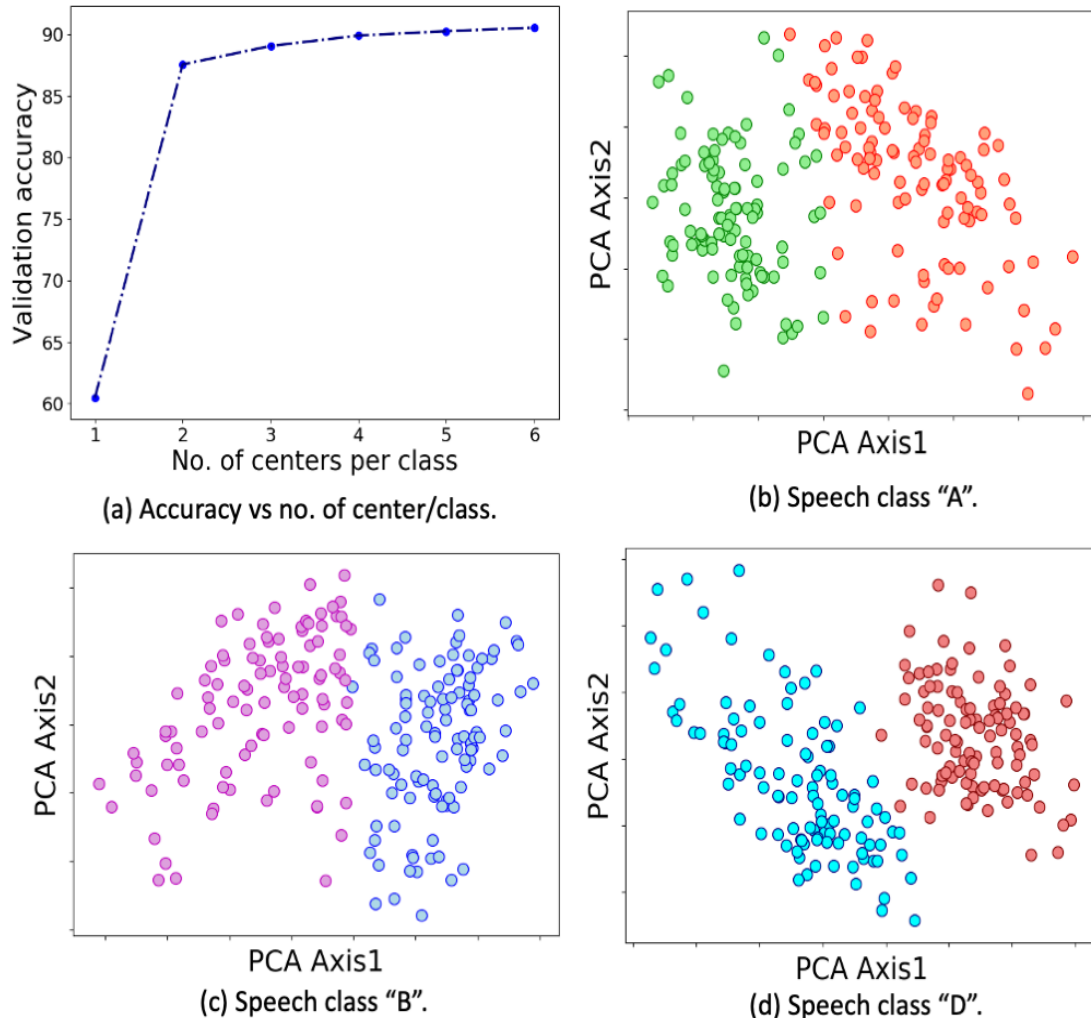 90
85
80
75
70
65
60
Validation accuracy
1 2 3 4 5 6
No. of centers per class
(a) Accuracy vs no. of center/class.
PCA Axis2
PCA Axis1
(b) Speech class “A”.
PCA Axis2
PCA Axis1
(c) Speech class “B”.
PCA Axis2
PCA Axis1
(d) Speech class “D”.